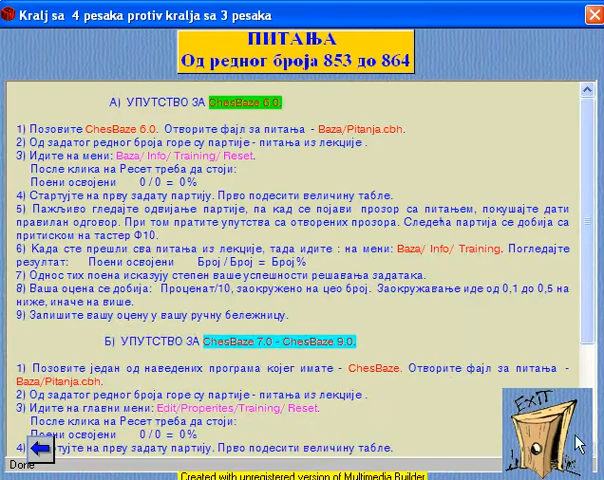 Kralj sa 4 pesaka protiv kralja sa 3 pesaka
ПИТАЊА
Од редног броја 853 до 864
А) УПУТСТВО ЗА ChesBaze 6.0.
1) Позовите ChesBaze 6.0. Отворите фајл за питања - Baza/Pitanja.cbh.
2) Од задатог редног броја горе су партије - питања из лекције .
3) Идите на мени: Baza/ Info/ Training/ Reset.
После клика на Ресет треба да стоји:
Поени освојени 0 / 0 = 0%
4) Стартујте на прву задату партију. Прво подесити величину табле.
5) Пажљиво гледајте одвијање партије, па кад се појави прозор са питањем, покушајте дати
правилан одговор. При том пратите упутства са отворених прозора. Следећа партија се добија са
притиском на тастер Ф10.
6) Када сте прешли сва питања из лекције, тада идите : на мени: Baza/ Info/ Training. Погледајте
резултат: Поени освојени Број / Број = Број%
7) Однос тих поена исказују степен ваше успешности решавања задатака.
8) Ваша оцена се добија: Проценат/10, заокружено на цео број. Заокружавање иде од 0,1 до 0,5 на
ниже, иначе на више.
9) Запишите вашу оцену у вашу ручну бележницу.
Б) УПУТСТВО ЗА ChesBaze 7.0 - ChesBaze 9.0.
1) Позовите један од наведених програма којег имате - ChesBaze. Отворите фајл за питања -
Baza/Pitanja.cbh.
2) Од задатог редног броја горе су партије - питања из лекције .
3) Идите на главни мени: Edit/Properites/Training/ Reset.
После клика на Ресет треба да стоји:
Поени освојени 0 / 0 = 0%
4) Стартујте на прву задату партију. Прво подесити величину табле.
EXIT
Done
Created with unregistered version of Multimedia Builder